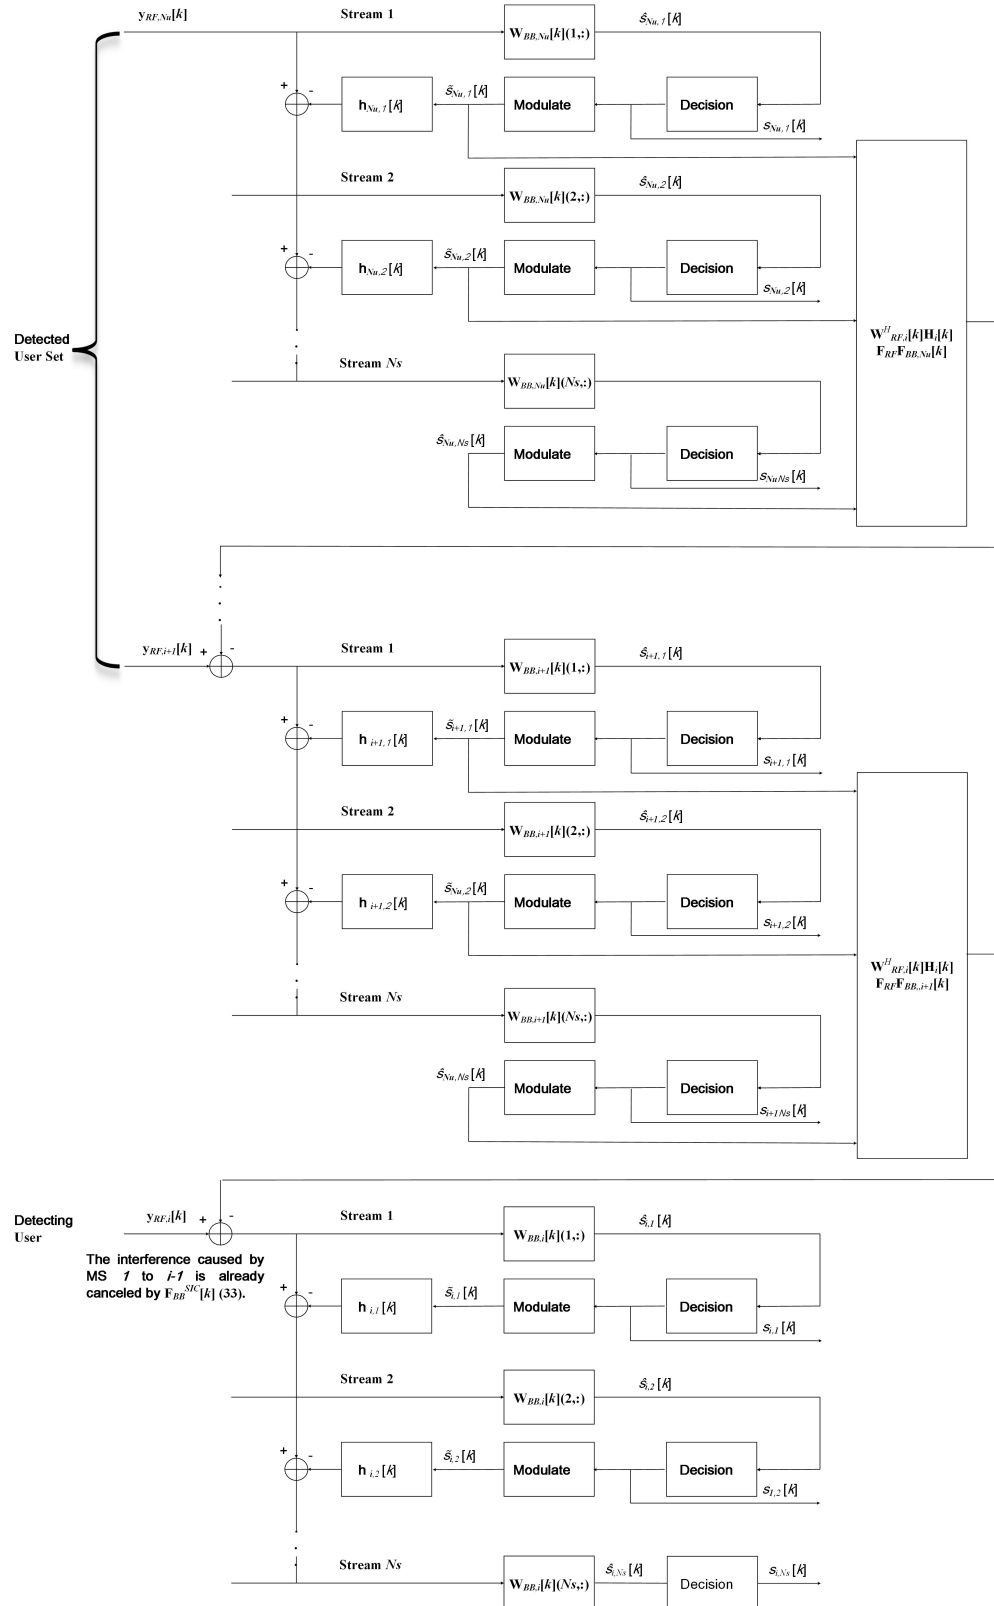 y_{RF,Nu}[k]
Stream 1
W_{BB,Nu}[k](1,:)
ŝ_{Nu,1}[k]
+
-
h_{Nu,1}[k]
s̃_{Nu,1}[k]
Modulate
Decision
s_{Nu,1}[k]
Stream 2
W_{BB,Nu}[k](2,:)
ŝ_{Nu,2}[k]
+
-
h_{Nu,2}[k]
s̃_{Nu,2}[k]
Modulate
Decision
s_{Nu,2}[k]
Detected
User Set
W^H_{RF,i}[k]H_i[k]
F_{RF}F_{BB,Nu}[k]
Stream Ns
W_{BB,Nu}[k](Ns,:)
ŝ_{Nu,Ns}[k]
Modulate
Decision
s_{NuNs}[k]
y_{RF,i+1}[k]
+
-
Stream 1
W_{BB,i+1}[k](1,:)
ŝ_{i+1,1}[k]
+
-
h_{i+1,1}[k]
s̃_{i+1,1}[k]
Modulate
Decision
s_{i+1,1}[k]
Stream 2
W_{BB,i+1}[k](2,:)
ŝ_{i+1,2}[k]
+
-
h_{i+1,2}[k]
s̃_{Nu,2}[k]
Modulate
Decision
s_{i+1,2}[k]
W^H_{RF,i}[k]H_i[k]
F_{RF}F_{BB,,i+1}[k]
Stream Ns
W_{BB,i+1}[k](Ns,:)
ŝ_{Nu,Ns}[k]
Modulate
Decision
s_{i+1Ns}[k]
Detecting
User
y_{RF,i}[k]
+
-
Stream 1
W_{BB,i}[k](1,:)
ŝ_{i,1}[k]
The interference caused by
MS 1 to i-1 is already
canceled by F_{BB}^{SIC}[k] (33).
+
-
h_{i,1}[k]
s̃_{i,1}[k]
Modulate
Decision
s_{i,1}[k]
Stream 2
W_{BB,i}[k](2,:)
ŝ_{i,2}[k]
+
-
h_{i,2}[k]
s̃_{i,2}[k]
Modulate
Decision
s_{1,2}[k]
Stream Ns
W_{BB,i}[k](Ns,:)
ŝ_{i,Ns}[k]
Decision
s_{i,Ns}[k]